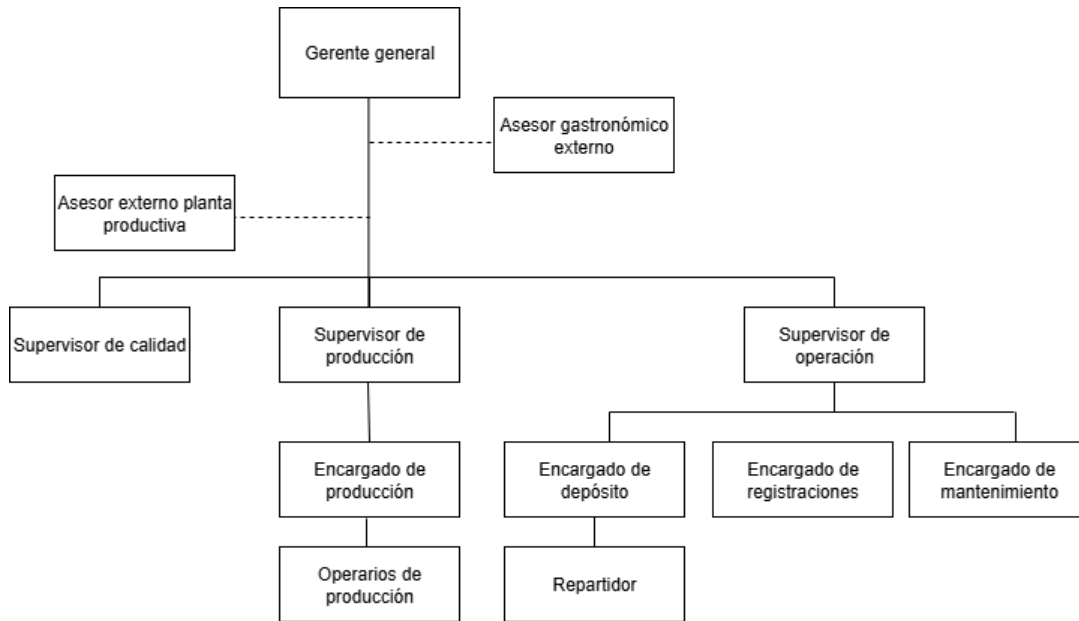 Gerente general
Asesor gastronómico
externo
Asesor externo planta
productiva
Supervisor de calidad
Supervisor de
producción
Supervisor de
operación
Encargado de
producción
Encargado de
depósito
Encargado de
registraciones
Encargado de
mantenimiento
Operarios de
producción
Repartidor